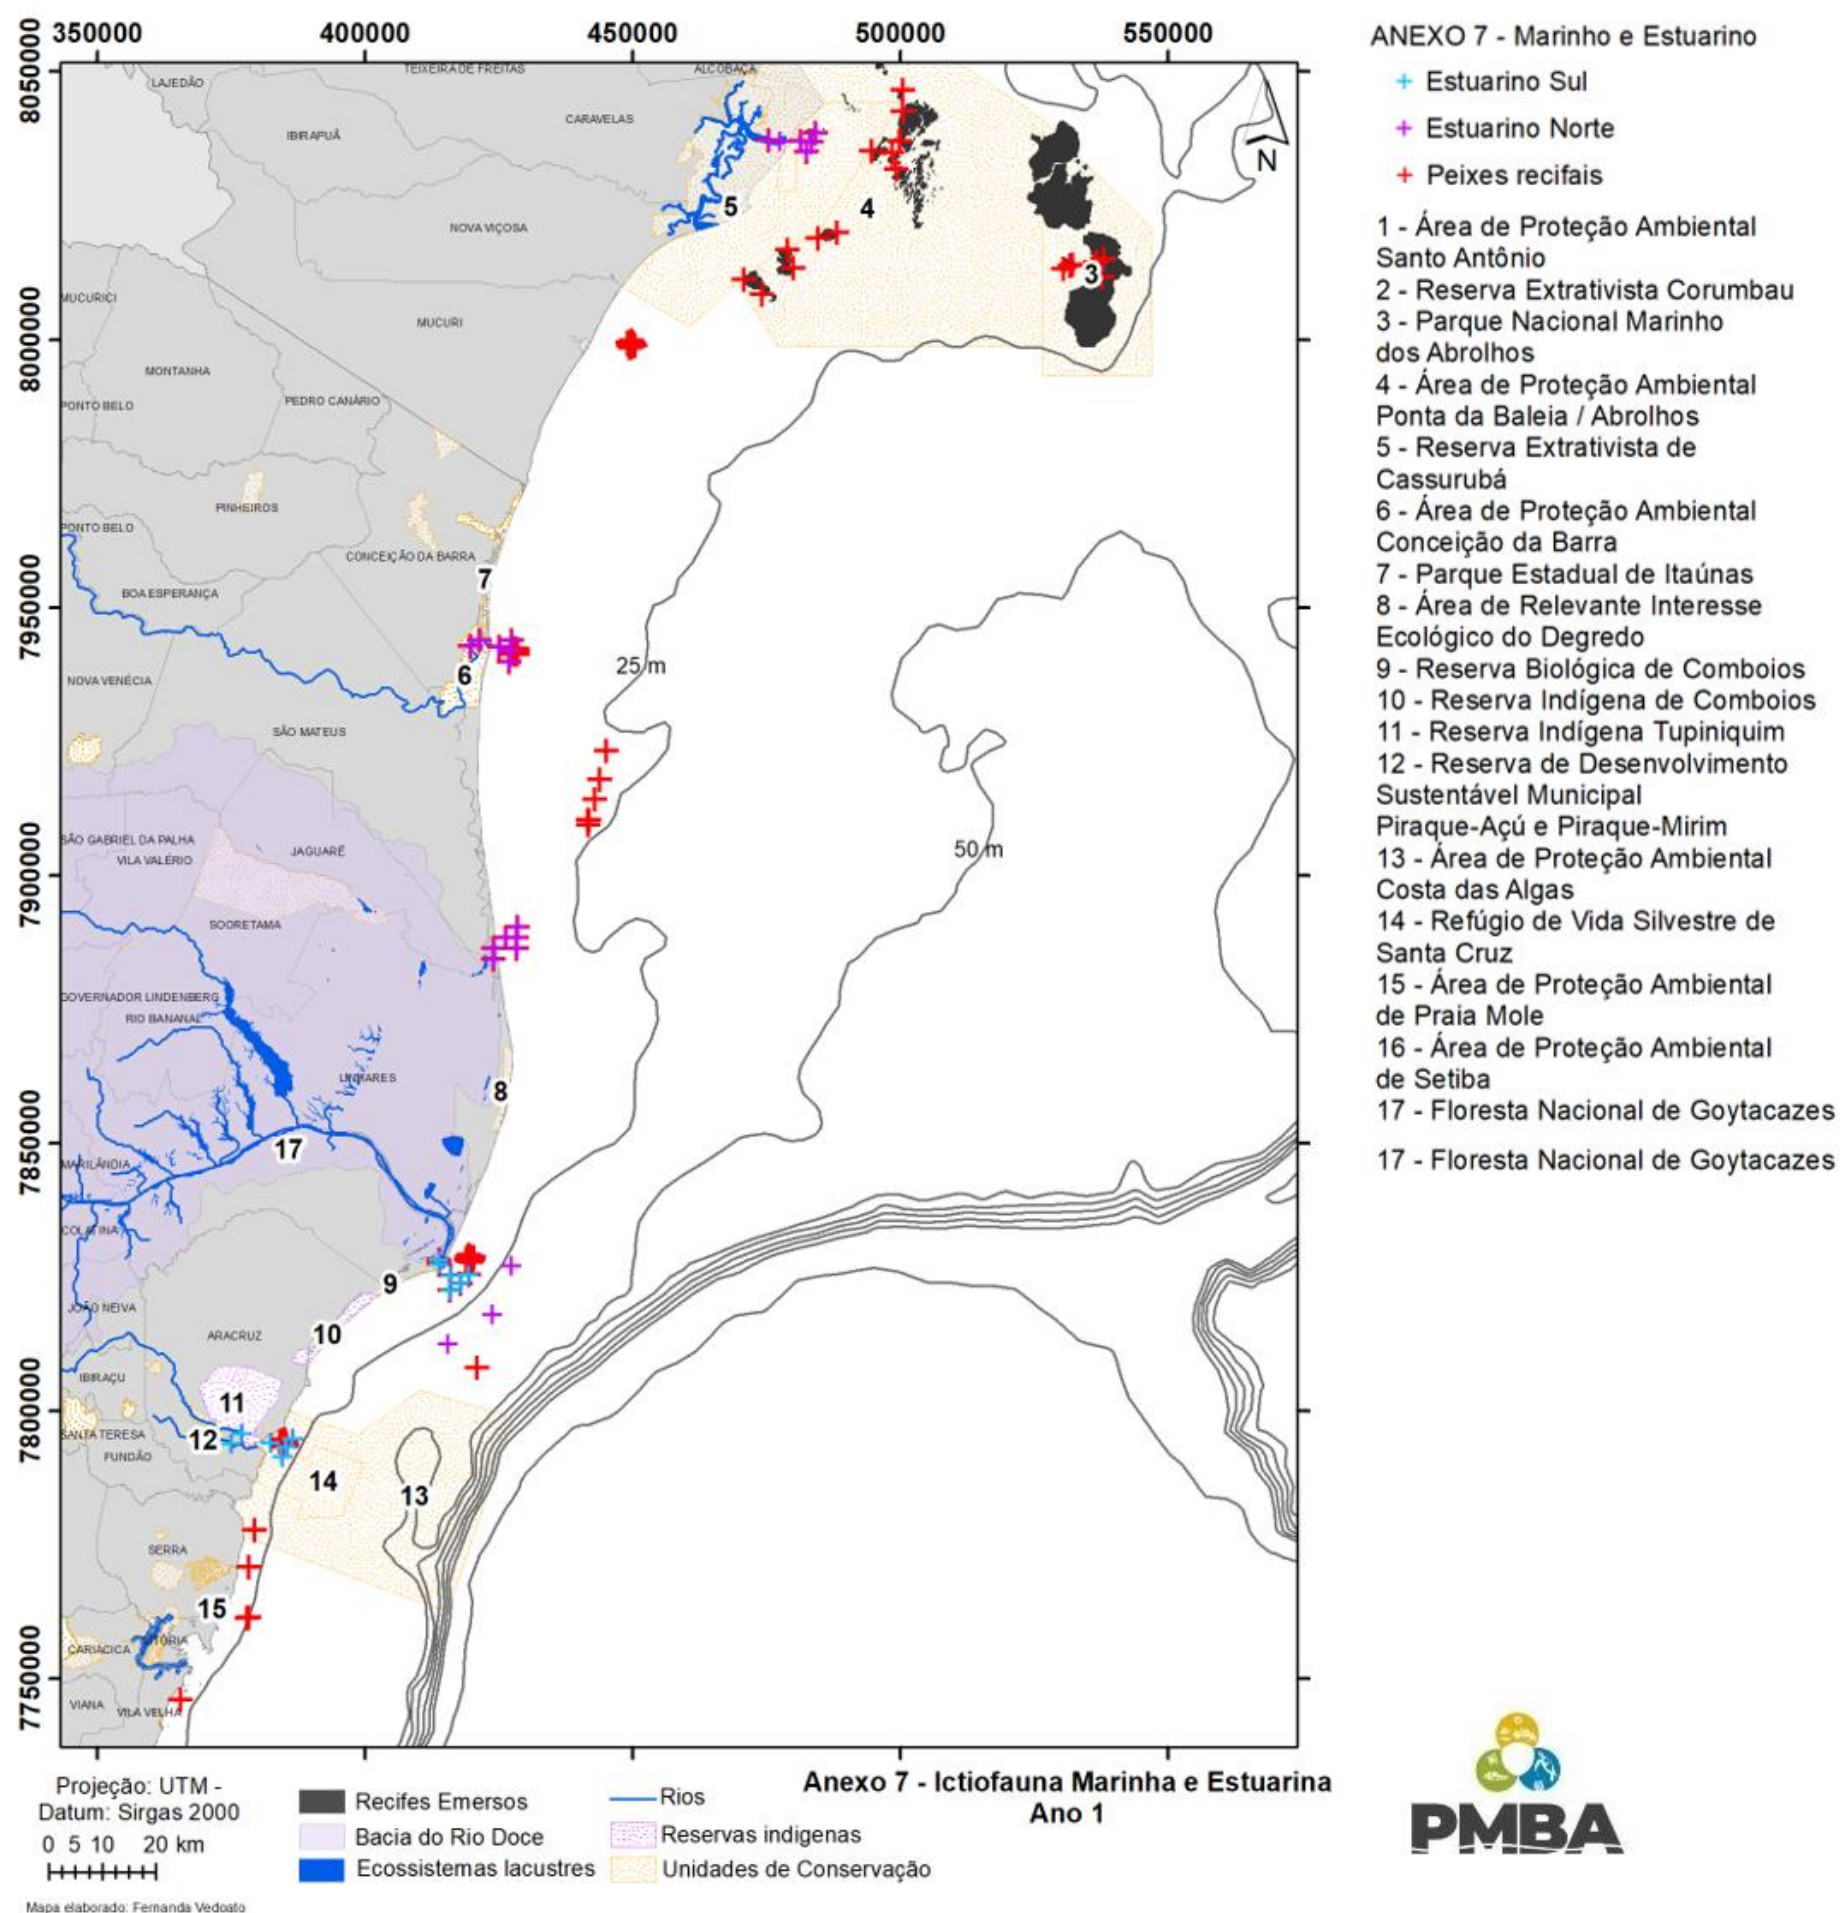 350000 400000 450000 500000 550000
8050000
8000000
7950000
7900000
7850000
7800000
7750000
LAJEDÃO
TEIXEIRA DE FREITAS
ALCOBAÇA
IBIRAPUÃ
CARAVELAS
NOVA VIÇOSA
MUCURICI
MUCURI
MONTANHA
PONTO BELO
PEDRO CANÁRIO
PINHEIROS
PONTO BELO
CONCEIÇÃO DA BARRA
BOA ESPERANÇA
NOVA VENÉCIA
SÃO MATEUS
SÃO GABRIEL DA PALHA
VILA VALÉRIO
JAGUARÉ
SOORETAMA
GOVERNADOR LINDENBERG
RIO BANANAL
LINHARES
MARILÂNDIA
COLATINA
JOÃO NEIVA
ARACRUZ
IBIRAÇU
SANTA TERESA
FUNDÃO
SERRA
VITÓRIA
CARIACICA
VIANA
VILA VELHA
5
4
3
7
6
25 m
50 m
8
17
9
10
11
12
14
13
15
N
ANEXO 7 - Marinho e Estuarino
Estuarino Sul
Estuarino Norte
Peixes recifais
1 - Área de Proteção Ambiental
Santo Antônio
2 - Reserva Extrativista Corumbau
3 - Parque Nacional Marinho
dos Abrolhos
4 - Área de Proteção Ambiental
Ponta da Baleia / Abrolhos
5 - Reserva Extrativista de
Cassurubá
6 - Área de Proteção Ambiental
Conceição da Barra
7 - Parque Estadual de Itaúnas
8 - Área de Relevante Interesse
Ecológico do Degredo
9 - Reserva Biológica de Comboios
10 - Reserva Indígena de Comboios
11 - Reserva Indígena Tupiniquim
12 - Reserva de Desenvolvimento
Sustentável Municipal
Piraque-Açú e Piraque-Mirim
13 - Área de Proteção Ambiental
Costa das Algas
14 - Refúgio de Vida Silvestre de
Santa Cruz
15 - Área de Proteção Ambiental
de Praia Mole
16 - Área de Proteção Ambiental
de Setiba
17 - Floresta Nacional de Goytacazes
17 - Floresta Nacional de Goytacazes
Projeção: UTM -
Datum: Sirgas 2000
0 5 10 20 km
Mapa elaborado: Fernanda Vedoato
Recifes Emersos
Bacia do Rio Doce
Ecossistemas lacustres
Rios
Reservas indigenas
Unidades de Conservação
Anexo 7 - Ictiofauna Marinha e Estuarina
Ano 1
PMBA